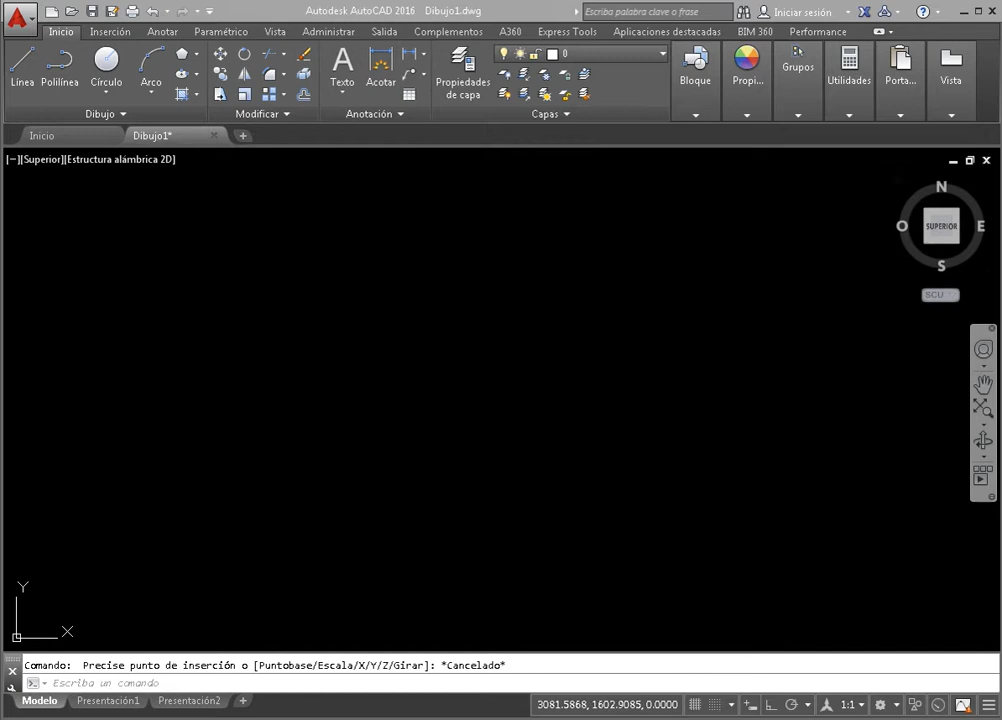 Autodesk AutoCAD 2016 Dibujo1.dwg
Escriba palabra clave o frase
Iniciar sesión
Inicio Inserción Anotar Paramétrico Vista Administrar Salida Complementos A360 Express Tools Aplicaciones destacadas BIM 360 Performance
Línea Polilínea Círculo Arco
Texto Acotar
Propiedades de capa
0
Bloque Propi... Grupos Utilidades Porta... Vista
Dibujo Modificar Anotación Capas
Inicio Dibujo1*
[−][Superior][Estructura alámbrica 2D]
N
O SUPERIOR E
S
SCU
Y
X
Comando: Precise punto de inserción o [Puntobase/Escala/X/Y/Z/Girar]: *Cancelado*
Escriba un comando
Modelo Presentación1 Presentación2
3081.5868, 1602.9085, 0.0000
1:1